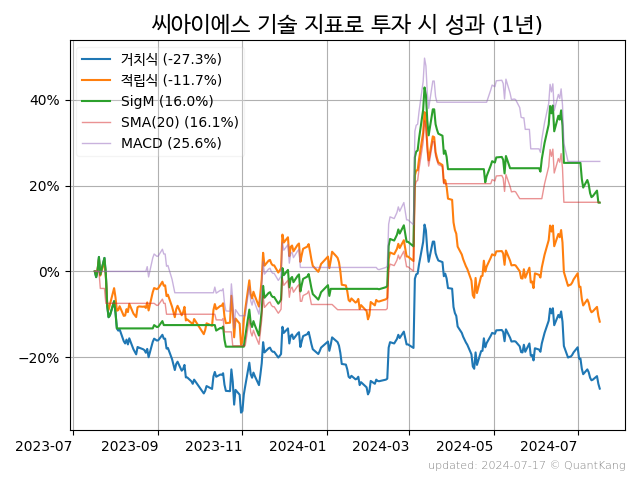 씨아이에스 기술 지표로 투자 시 성과 (1년)
거치식 (-27.3%)
적립식 (-11.7%)
SigM (16.0%)
SMA(20) (16.1%)
MACD (25.6%)
40%
20%
0%
−20%
2023-07 2023-09 2023-11 2024-01 2024-03 2024-05 2024-07
updated: 2024-07-17 © QuantKang